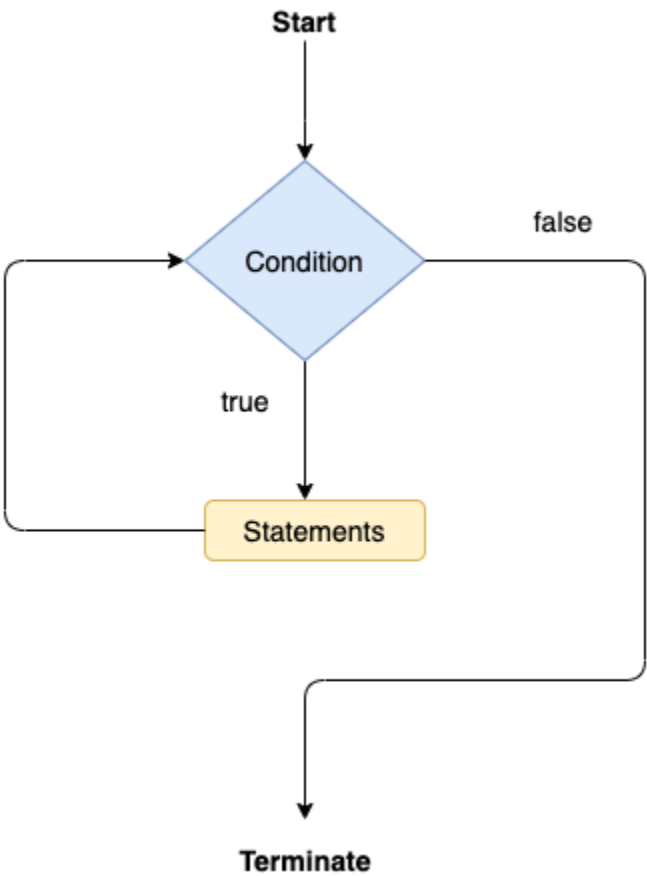 Start
false
Condition
true
Statements
Terminate